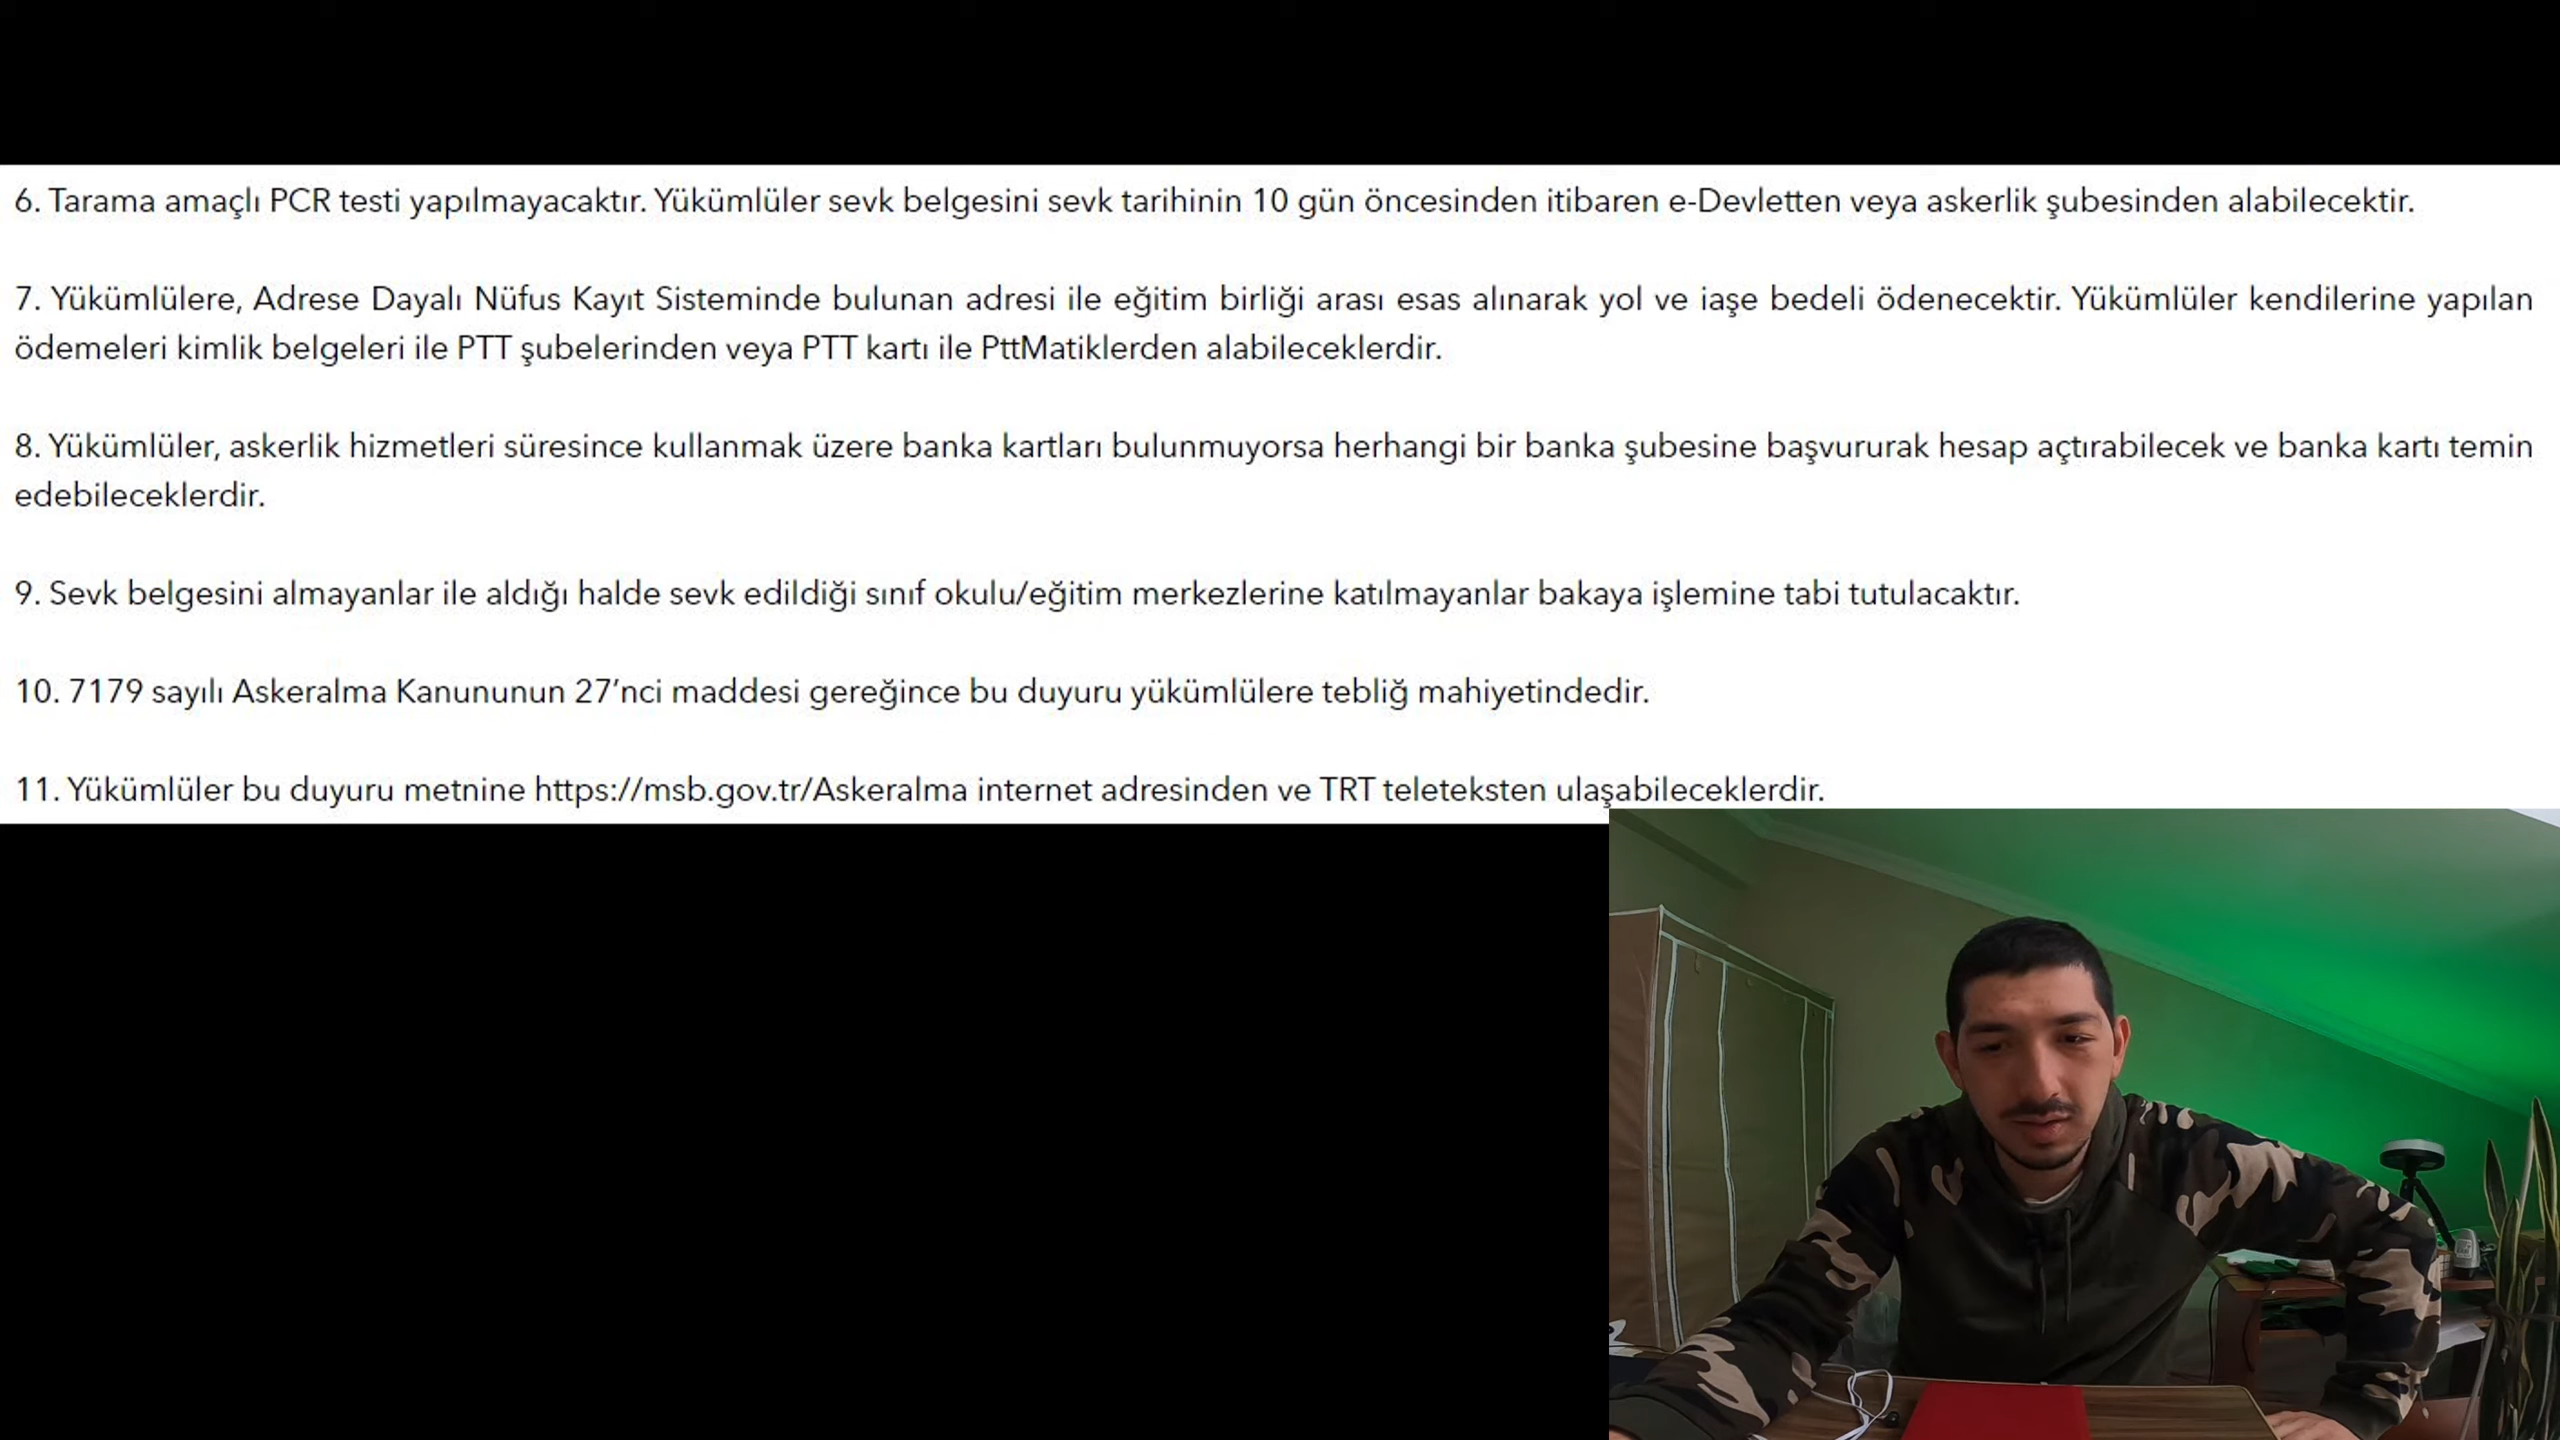 6. Tarama amaçlı PCR testi yapılmayacaktır. Yükümlüler sevk belgesini sevk tarihinin 10 gün öncesinden itibaren e-Devletten veya askerlik şubesinden alabilecektir.
7. Yükümlülere, Adrese Dayalı Nüfus Kayıt Sisteminde bulunan adresi ile eğitim birliği arası esas alınarak yol ve iaşe bedeli ödenecektir. Yükümlüler kendilerine yapılan
ödemeleri kimlik belgeleri ile PTT şubelerinden veya PTT kartı ile PttMatiklerden alabileceklerdir.
8. Yükümlüler, askerlik hizmetleri süresince kullanmak üzere banka kartları bulunmuyorsa herhangi bir banka şubesine başvururak hesap açtırabilecek ve banka kartı temin
edebileceklerdir.
9. Sevk belgesini almayanlar ile aldığı halde sevk edildiği sınıf okulu/eğitim merkezlerine katılmayanlar bakaya işlemine tabi tutulacaktır.
10. 7179 sayılı Askeralma Kanununun 27’nci maddesi gereğince bu duyuru yükümlülere tebliğ mahiyetindedir.
11. Yükümlüler bu duyuru metnine https://msb.gov.tr/Askeralma internet adresinden ve TRT teleteksten ulaşabileceklerdir.